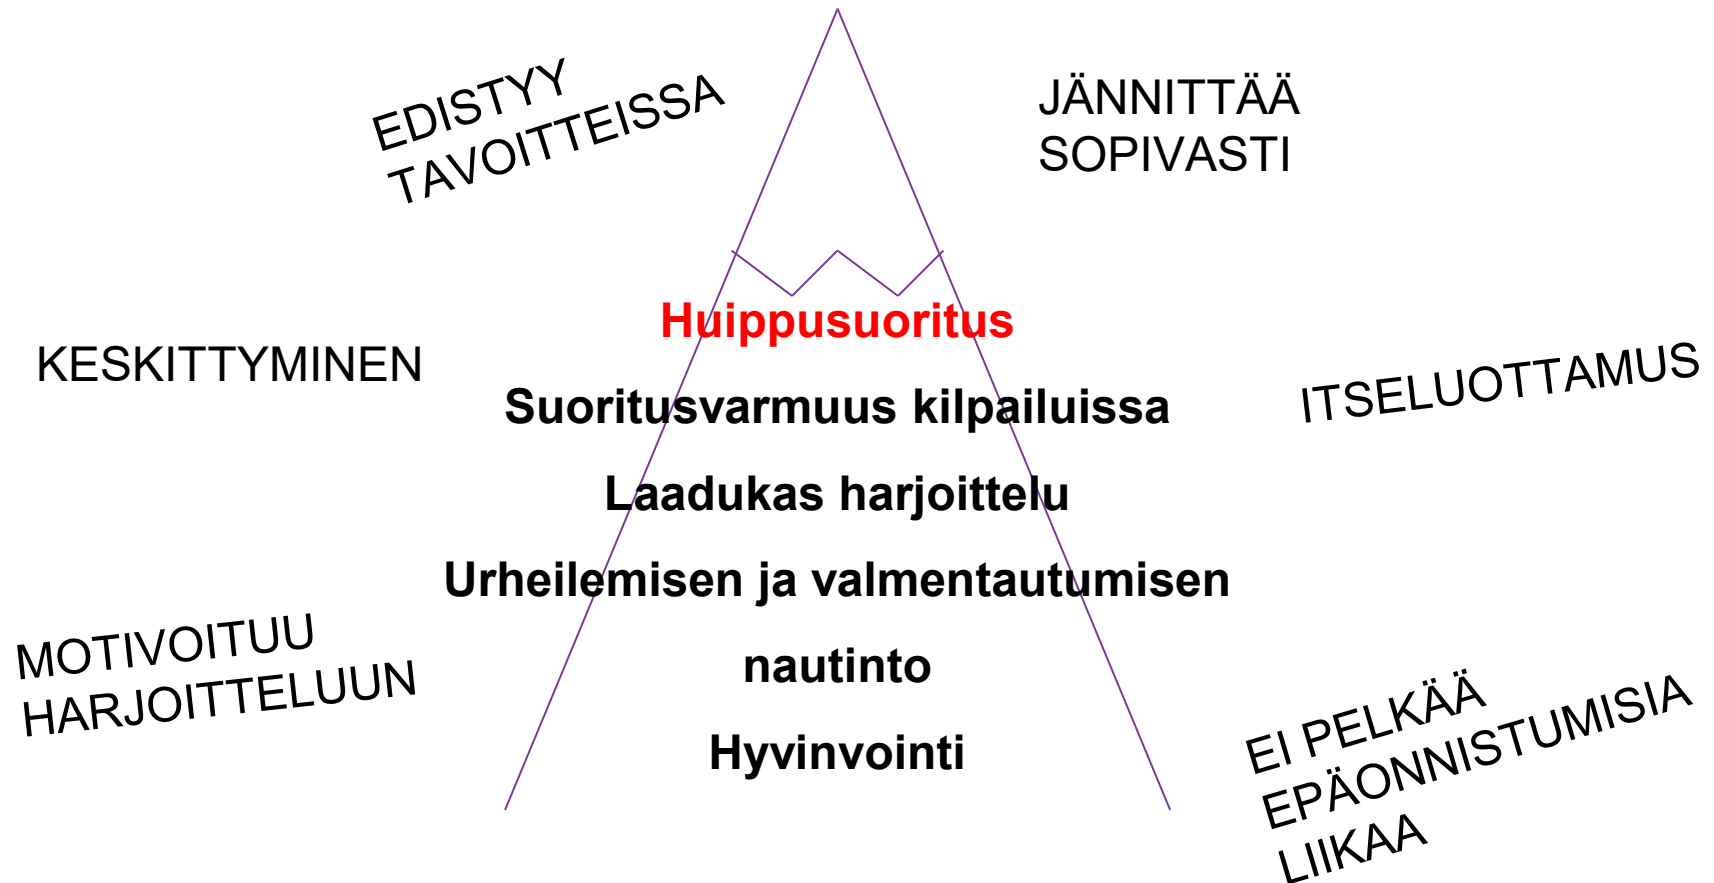 EDISTYY
TAVOITTEISSA
JÄNNITTÄÄ
SOPIVASTI
Huippusuoritus
KESKITTYMINEN
Suoritusvarmuus kilpailuissa
ITSELUOTTAMUS
Laadukas harjoittelu
Urheilemisen ja valmentautumisen
nautinto
MOTIVOITUU
HARJOITTELUUN
Hyvinvointi
EI PELKÄÄ
EPÄONNISTUMISIA
LIIKAA